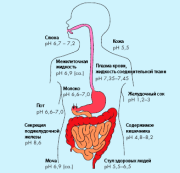 Слюна
pH 6,7 – 7,2
Кожа
pH 5,5
Межклеточная
жидкость
pH 6,9 (са.)
Плазма крови,
жидкость соединительной ткани
pH 7,35–7,45
Молоко
pH 6,6–7,0
Желудочный сок
pH 1,2–3
Пот
pH 6,6–7,0
Секреция
поджелудочной
железы
pH 8,6
Содержимое
кишечника
pH 4,8–8,2
Моча
pH 6,9 (са.)
Стул здоровых людей
pH 5,5–6,5